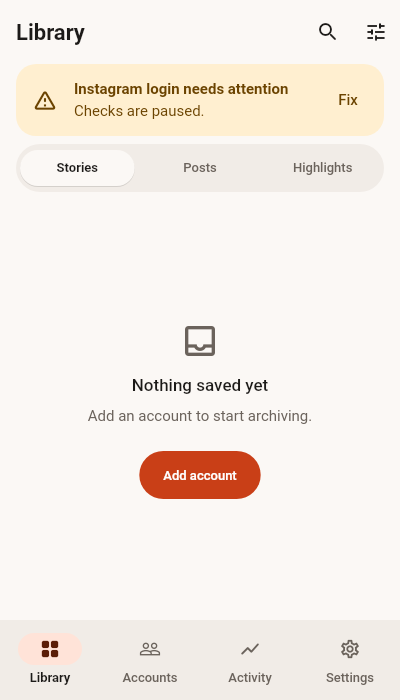 Library
Instagram login needs attention
Checks are paused.
Fix
Stories
Posts
Highlights
Nothing saved yet
Add an account to start archiving.
Add account
Library
Accounts
Activity
Settings